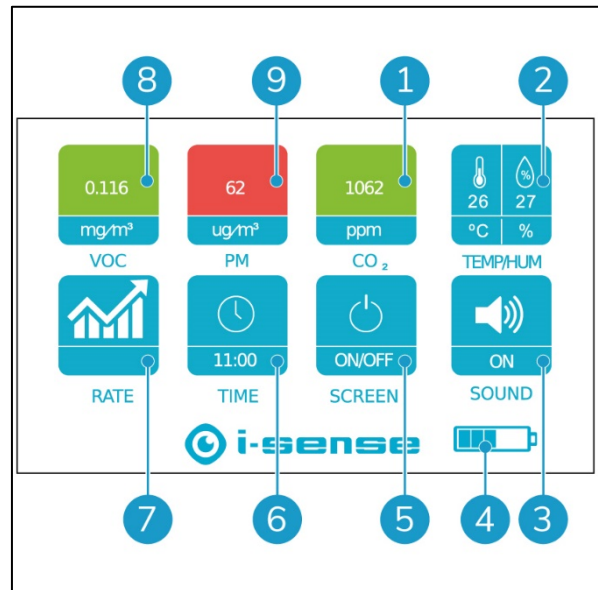 8 9 1 2
0.116 62 1062 % 26 27
mg/m³ ug/m³ ppm °C %
VOC PM CO₂ TEMP/HUM
11:00 ON/OFF ON
RATE TIME SCREEN SOUND
i-sense
7 6 5 4 3